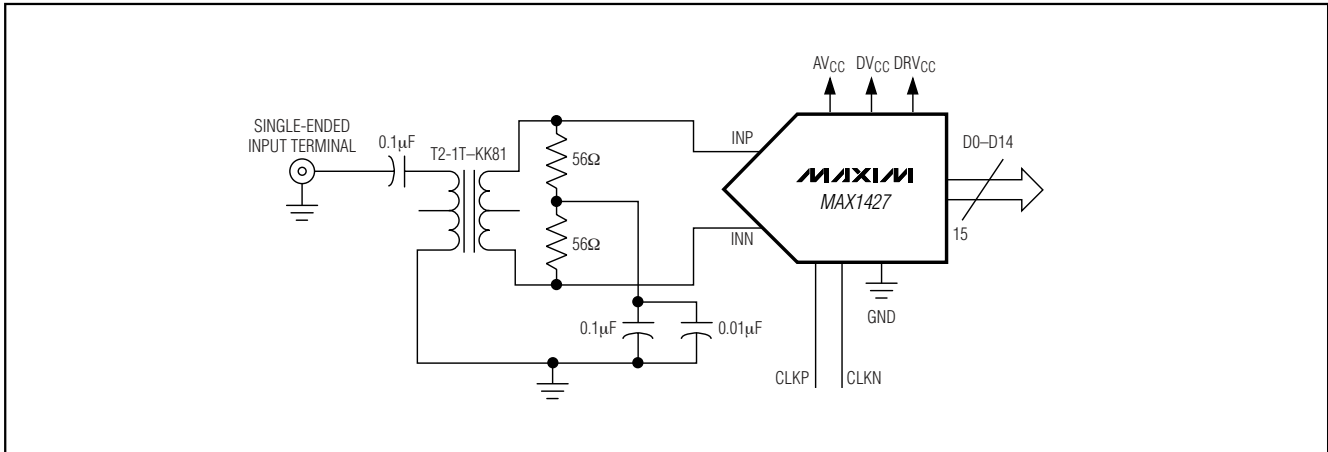 AVCC DVCC DRVCC
SINGLE-ENDED
INPUT TERMINAL
0.1µF
T2-1T–KK81
56Ω
56Ω
INP
INN
MAXIM
MAX1427
D0–D14
15
GND
0.1µF
0.01µF
CLKP
CLKN